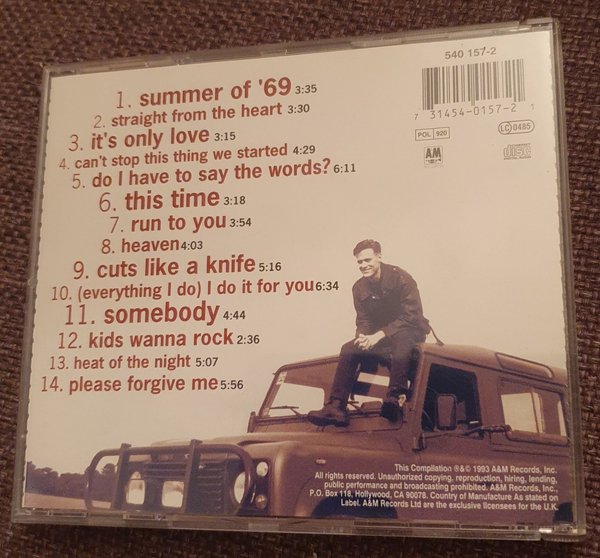 540 157-2
7 31454-0157-2 1
POL 920
LC 0485
AM
COMPACT
disc
DIGITAL AUDIO
1. summer of '69 3:35
2. straight from the heart 3:30
3. it's only love 3:15
4. can't stop this thing we started 4:29
5. do I have to say the words? 6:11
6. this time 3:18
7. run to you 3:54
8. heaven 4:03
9. cuts like a knife 5:16
10. (everything I do) I do it for you 6:34
11. somebody 4:44
12. kids wanna rock 2:36
13. heat of the night 5:07
14. please forgive me 5:56
This Compilation ℗&© 1993 A&M Records, Inc.
All rights reserved. Unauthorized copying, reproduction, hiring, lending,
public performance and broadcasting prohibited. A&M Records, Inc.,
P.O. Box 118, Hollywood, CA 90078. Country of Manufacture As stated on
Label. A&M Records Ltd are the exclusive licensees for the U.K.